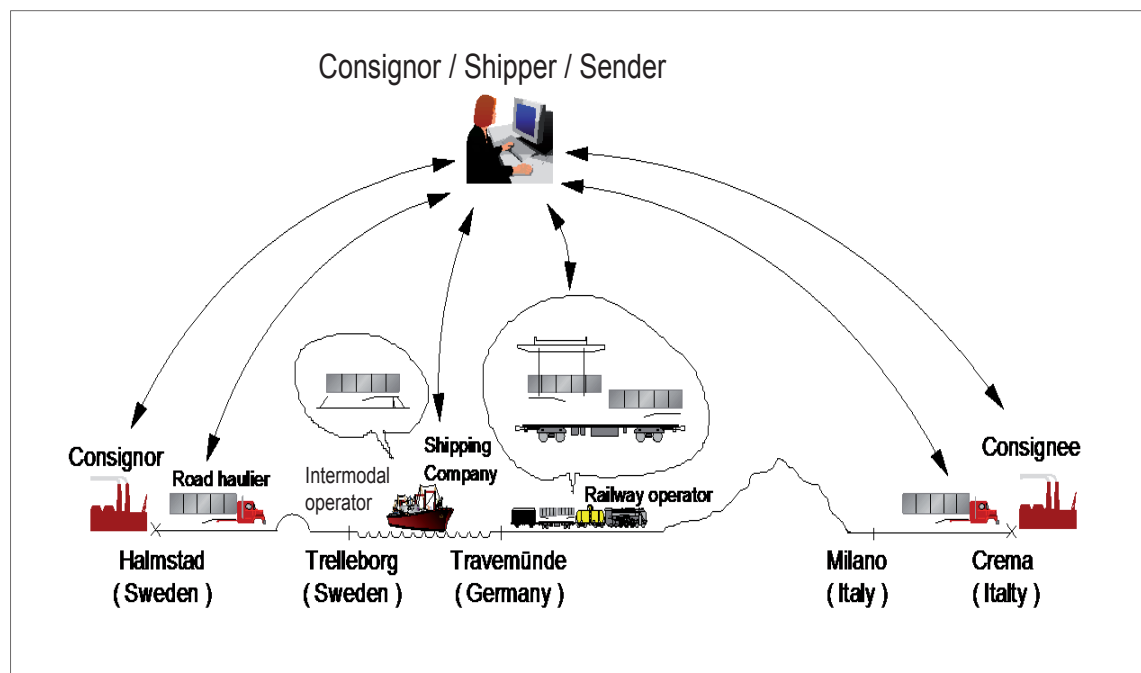 Consignor / Shipper / Sender
Consignor
Road haulier
Intermodal
operator
Shipping
Company
Railway operator
Consignee
Halmstad
( Sweden )
Trelleborg
( Sweden )
Travemünde
( Germany )
Milano
( Italy )
Crema
( Italty )